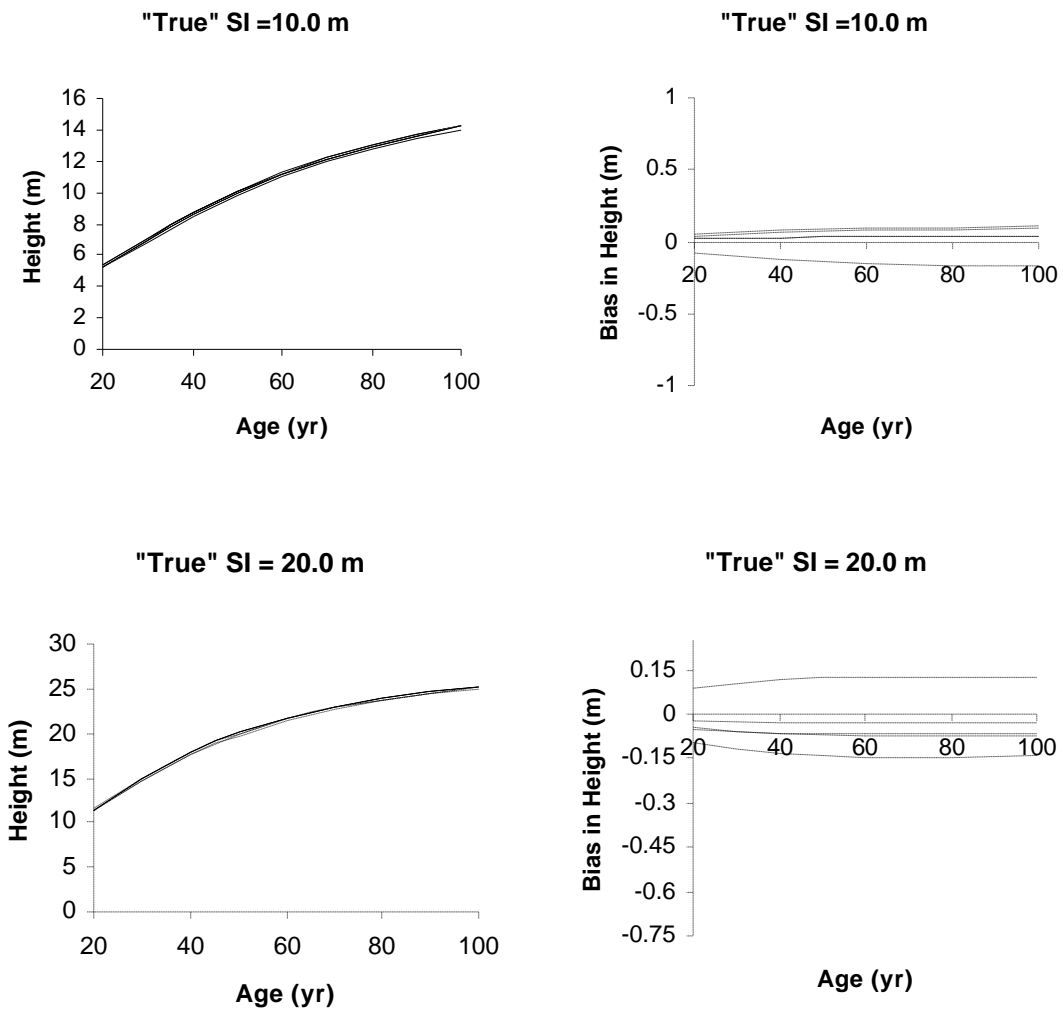 "True" SI =10.0 m
16
14
12
10
8
6
4
2
0
20 40 60 80 100
Height (m)
Age (yr)
"True" SI =10.0 m
1
0.5
0
-0.5
-1
20 40 60 80 100
Bias in Height (m)
Age (yr)
"True" SI = 20.0 m
30
25
20
15
10
5
0
20 40 60 80 100
Height (m)
Age (yr)
"True" SI = 20.0 m
0.15
0
-0.15
-0.3
-0.45
-0.6
-0.75
20 40 60 80 100
Bias in Height (m)
Age (yr)